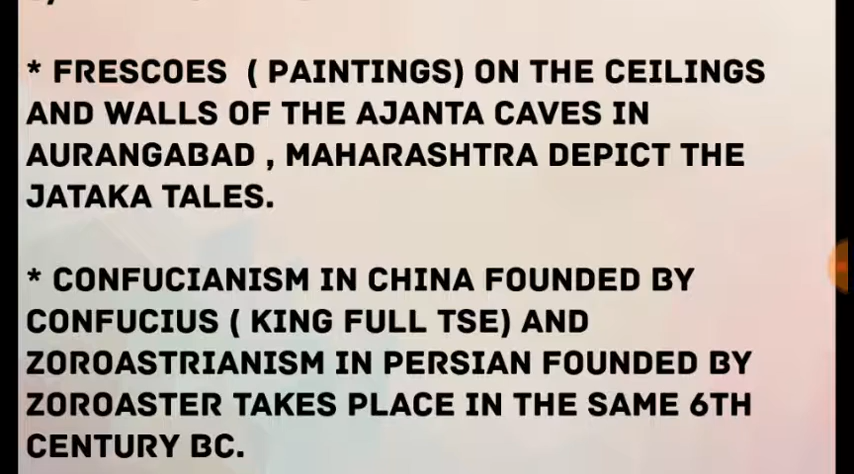 * FRESCOES ( PAINTINGS) ON THE CEILINGS
AND WALLS OF THE AJANTA CAVES IN
AURANGABAD , MAHARASHTRA DEPICT THE
JATAKA TALES.
* CONFUCIANISM IN CHINA FOUNDED BY
CONFUCIUS ( KING FULL TSE) AND
ZOROASTRIANISM IN PERSIAN FOUNDED BY
ZOROASTER TAKES PLACE IN THE SAME 6TH
CENTURY BC.